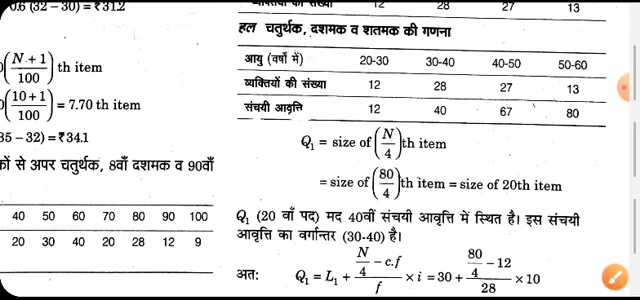 0.6 (32 – 30) = ₹31.2
(N + 1 / 100) th item
(10 + 1 / 100) = 7.70 th item
35 – 32) = ₹34.1
कों से अपर चतुर्थक, 8वाँ दशमक व 90वाँ
40 50 60 70 80 90 100
20 30 40 20 28 12 9
व्यक्तियों की संख्या 12 28 27 13
हल चतुर्थक, दशमक व शतमक की गणना
आयु (वर्षों में) 20-30 30-40 40-50 50-60
व्यक्तियों की संख्या 12 28 27 13
संचयी आवृत्ति 12 40 67 80
Q₁ = size of (N/4) th item
= size of (80/4) th item = size of 20th item
Q₁ (20 वाँ पद) मद 40वीं संचयी आवृत्ति में स्थित है। इस संचयी
आवृत्ति का वर्गान्तर (30-40) है।
अतः Q₁ = L₁ + (N/4 – c.f / f) × i = 30 + (80/4 – 12 / 28) × 10